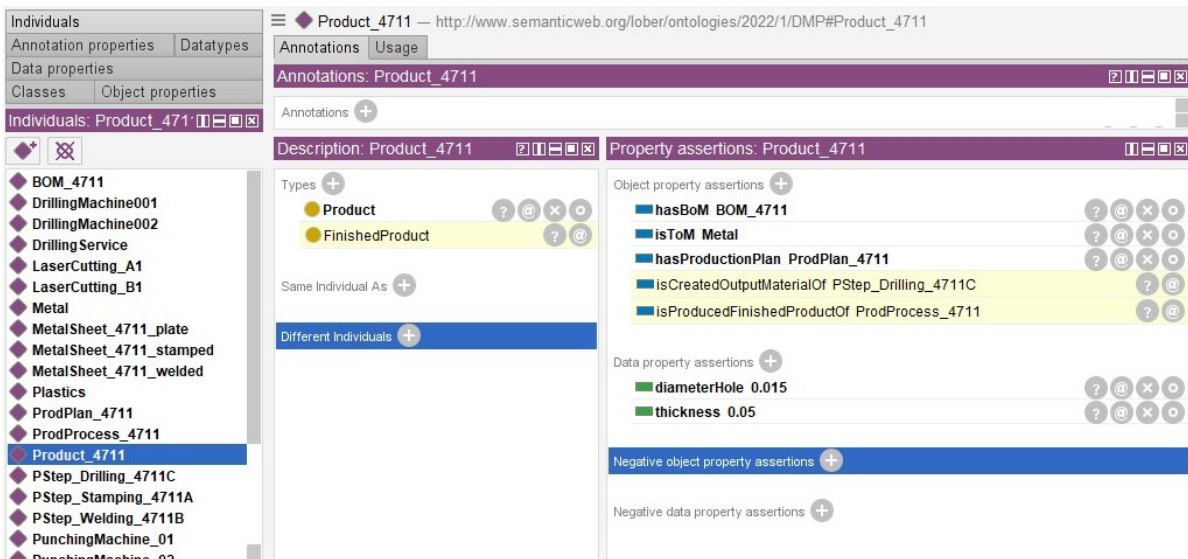 Individuals
Annotation properties Datatypes
Data properties
Classes Object properties
Individuals: Product_471
BOM_4711
DrillingMachine001
DrillingMachine002
DrillingService
LaserCutting_A1
LaserCutting_B1
Metal
MetalSheet_4711_plate
MetalSheet_4711_stamped
MetalSheet_4711_welded
Plastics
ProdPlan_4711
ProdProcess_4711
Product_4711
PStep_Drilling_4711C
PStep_Stamping_4711A
PStep_Welding_4711B
PunchingMachine_01
Product_4711 — http://www.semanticweb.org/lober/ontologies/2022/1/DMP#Product_4711
Annotations Usage
Annotations: Product_4711
Annotations
Description: Product_4711
Types
Product
FinishedProduct
Same Individual As
Different Individuals
Property assertions: Product_4711
Object property assertions
hasBoM BOM_4711
isToM Metal
hasProductionPlan ProdPlan_4711
isCreatedOutputMaterialOf PStep_Drilling_4711C
isProducedFinishedProductOf ProdProcess_4711
Data property assertions
diameterHole 0.015
thickness 0.05
Negative object property assertions
Negative data property assertions